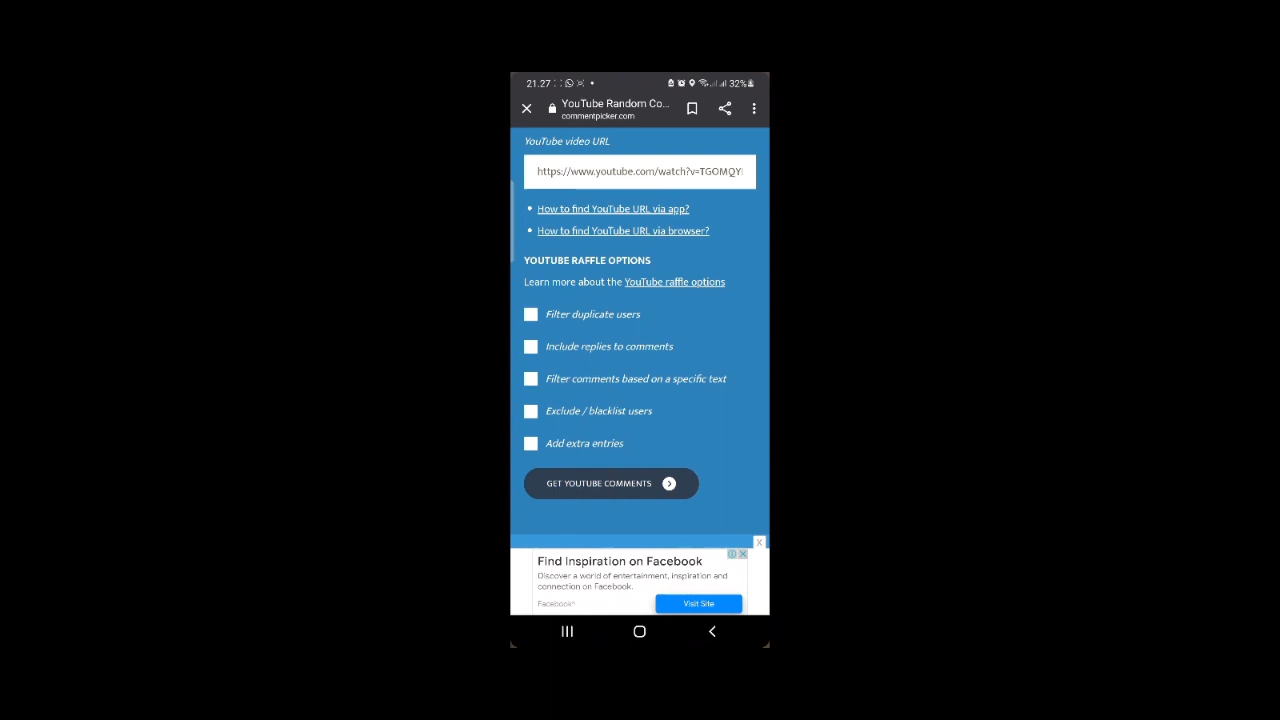 21.27
32%
YouTube Random Co...
commentpicker.com
YouTube video URL
https://www.youtube.com/watch?v=TGOMQY
How to find YouTube URL via app?
How to find YouTube URL via browser?
YOUTUBE RAFFLE OPTIONS
Learn more about the YouTube raffle options
Filter duplicate users
Include replies to comments
Filter comments based on a specific text
Exclude / blacklist users
Add extra entries
GET YOUTUBE COMMENTS
X
Find Inspiration on Facebook
Discover a world of entertainment, inspiration and
connection on Facebook.
Facebook®
Visit Site